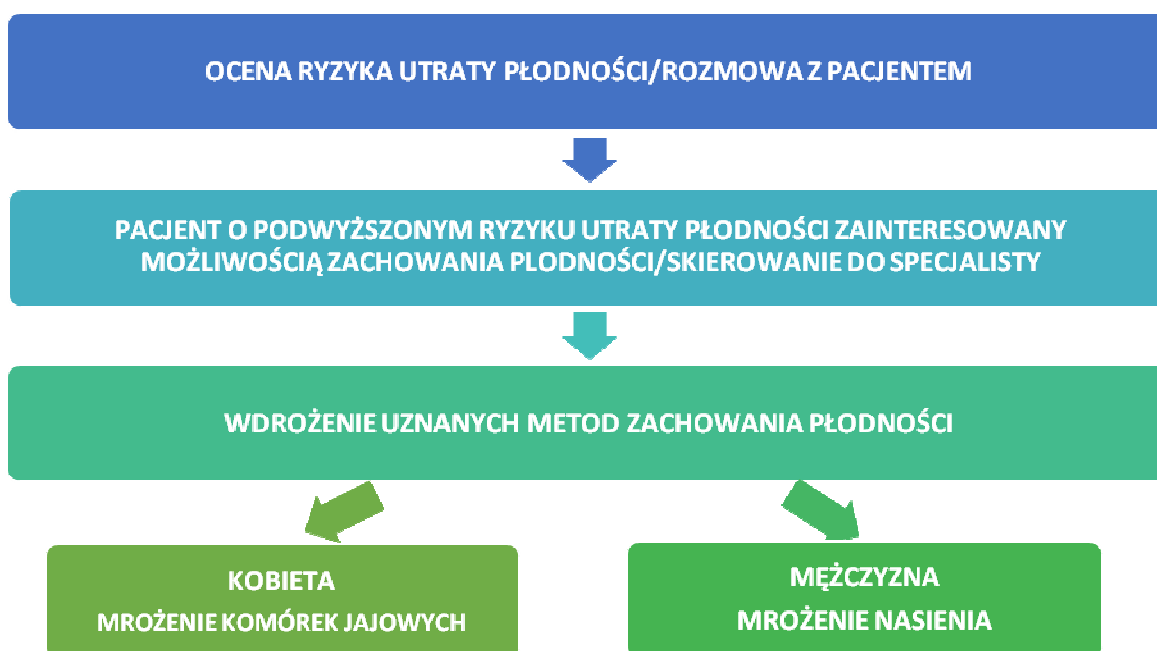 OCENA RYZYKA UTRATY PŁODNOŚCI/ROZMOWA Z PACJENTEM
PACJENT O PODWYŻSZONYM RYZYKU UTRATY PŁODNOŚCI ZAINTERESOWANY
MOŻLIWOŚCIĄ ZACHOWANIA PLODNOŚCI/SKIEROWANIE DO SPECJALISTY
WDROŻENIE UZNANYCH METOD ZACHOWANIA PŁODNOŚCI
KOBIETA
MROŻENIE KOMÓREK JAJOWYCH
MĘŻCZYZNA
MROŻENIE NASIENIA